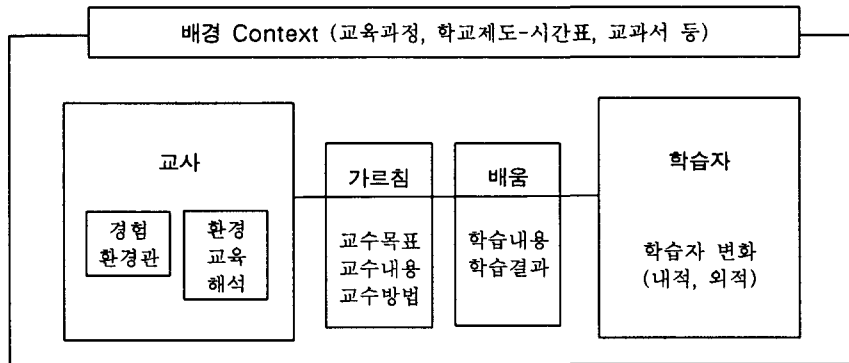 배경 Context (교육과정, 학교제도-시간표, 교과서 등)
교사
경험
환경관
환경
교육
해석
가르침
교수목표
교수내용
교수방법
배움
학습내용
학습결과
학습자
학습자 변화
(내적, 외적)